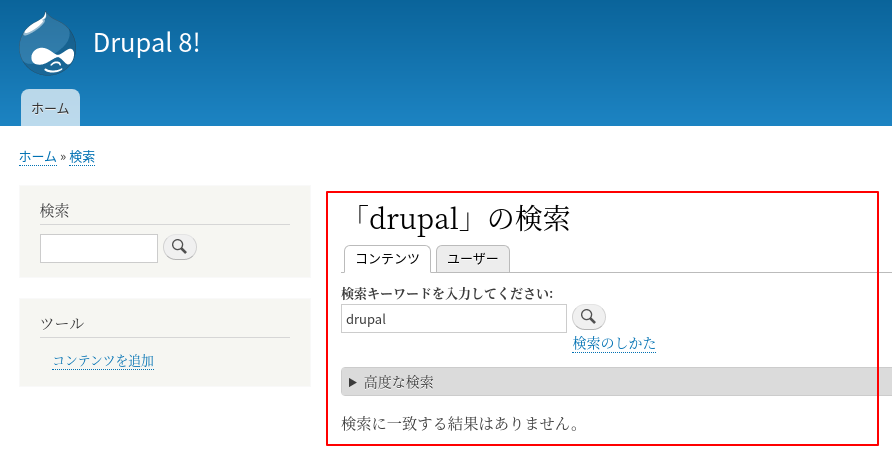 Drupal 8!
ホーム
ホーム » 検索
検索
ツール
コンテンツを追加
「drupal」の検索
コンテンツ ユーザー
検索キーワードを入力してください:
drupal
検索のしかた
高度な検索
検索に一致する結果はありません。